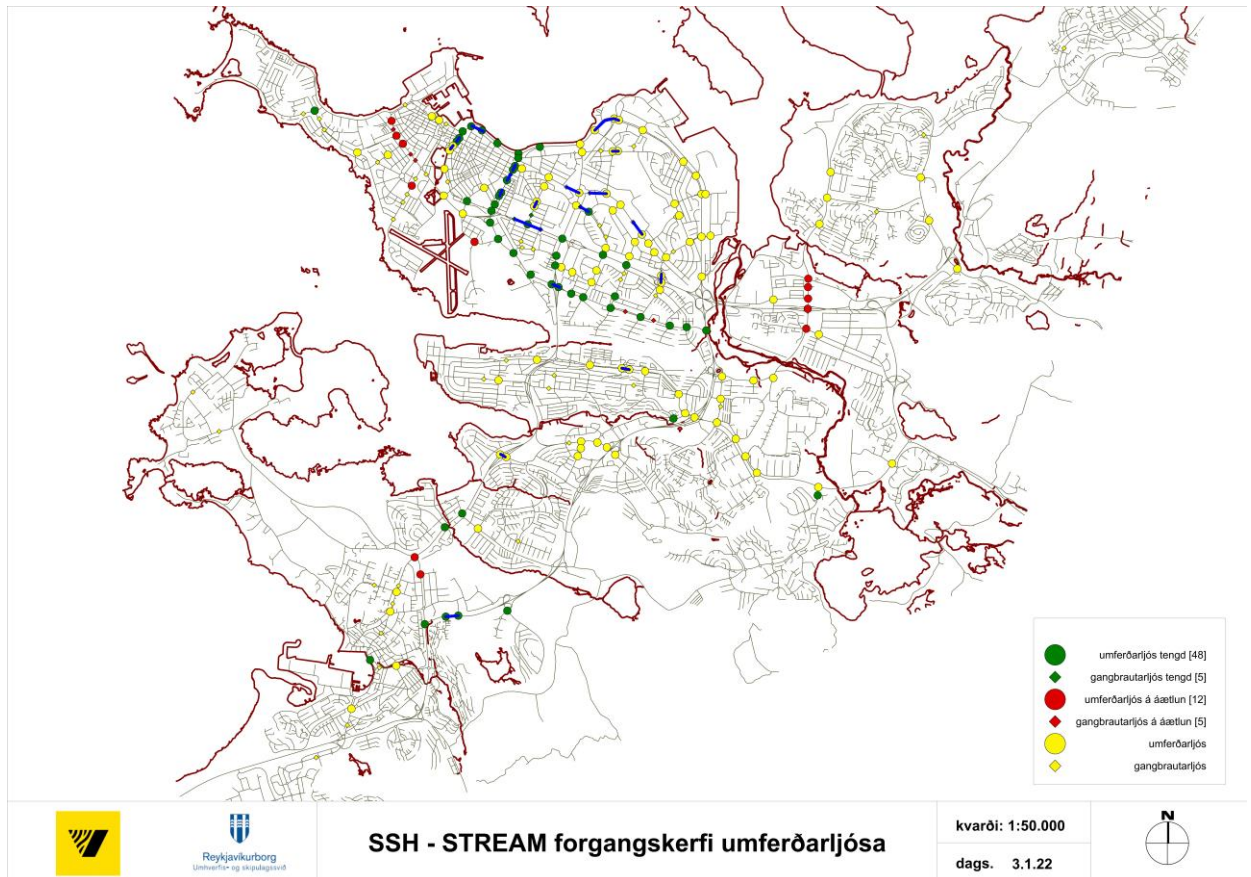 umferðarljós tengd [48]
gangbrautarljós tengd [5]
umferðarljós á áætlun [12]
gangbrautarljós á áætlun [5]
umferðarljós
gangbrautarljós
Reykjavíkurborg
Umhverfis- og skipulagssvið
SSH - STREAM forgangskerfi umferðarljósa
kvarði: 1:50.000
dags. 3.1.22
N